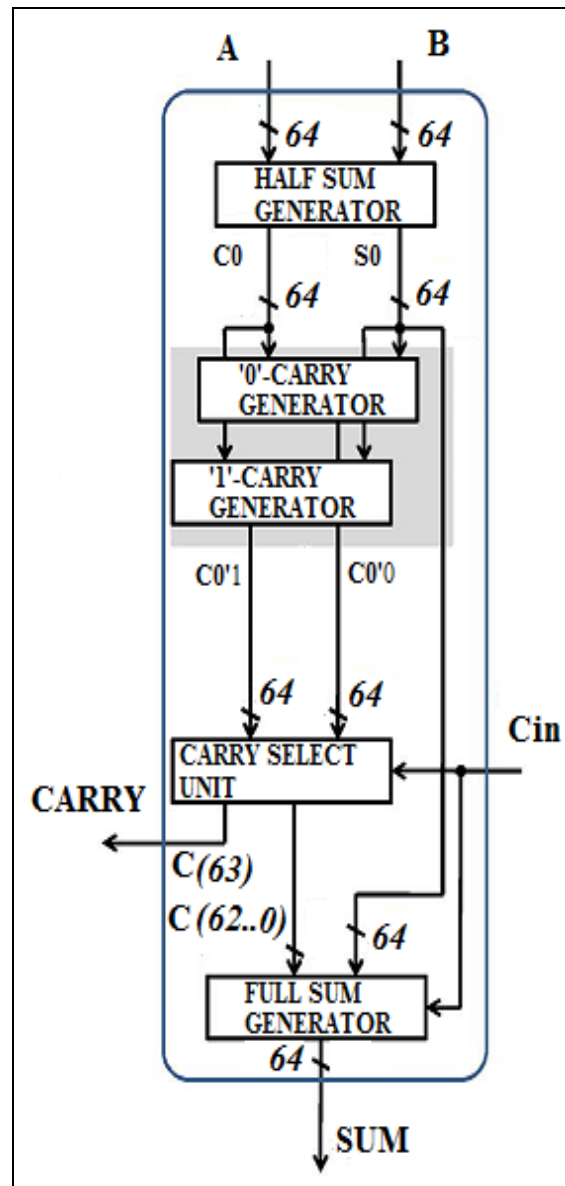 A B
64 64
HALF SUM
GENERATOR
C0 S0
64 64
'0'-CARRY
GENERATOR
'1'-CARRY
GENERATOR
C0'1 C0'0
64 64
Cin
CARRY SELECT
UNIT
CARRY
C(63)
C(62..0)
64
FULL SUM
GENERATOR
64
SUM